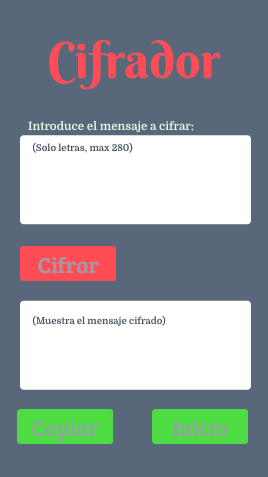 Cifrador
Introduce el mensaje a cifrar:
(Solo letras, max 280)
Cifrar
(Muestra el mensaje cifrado)
Copiar Inicio